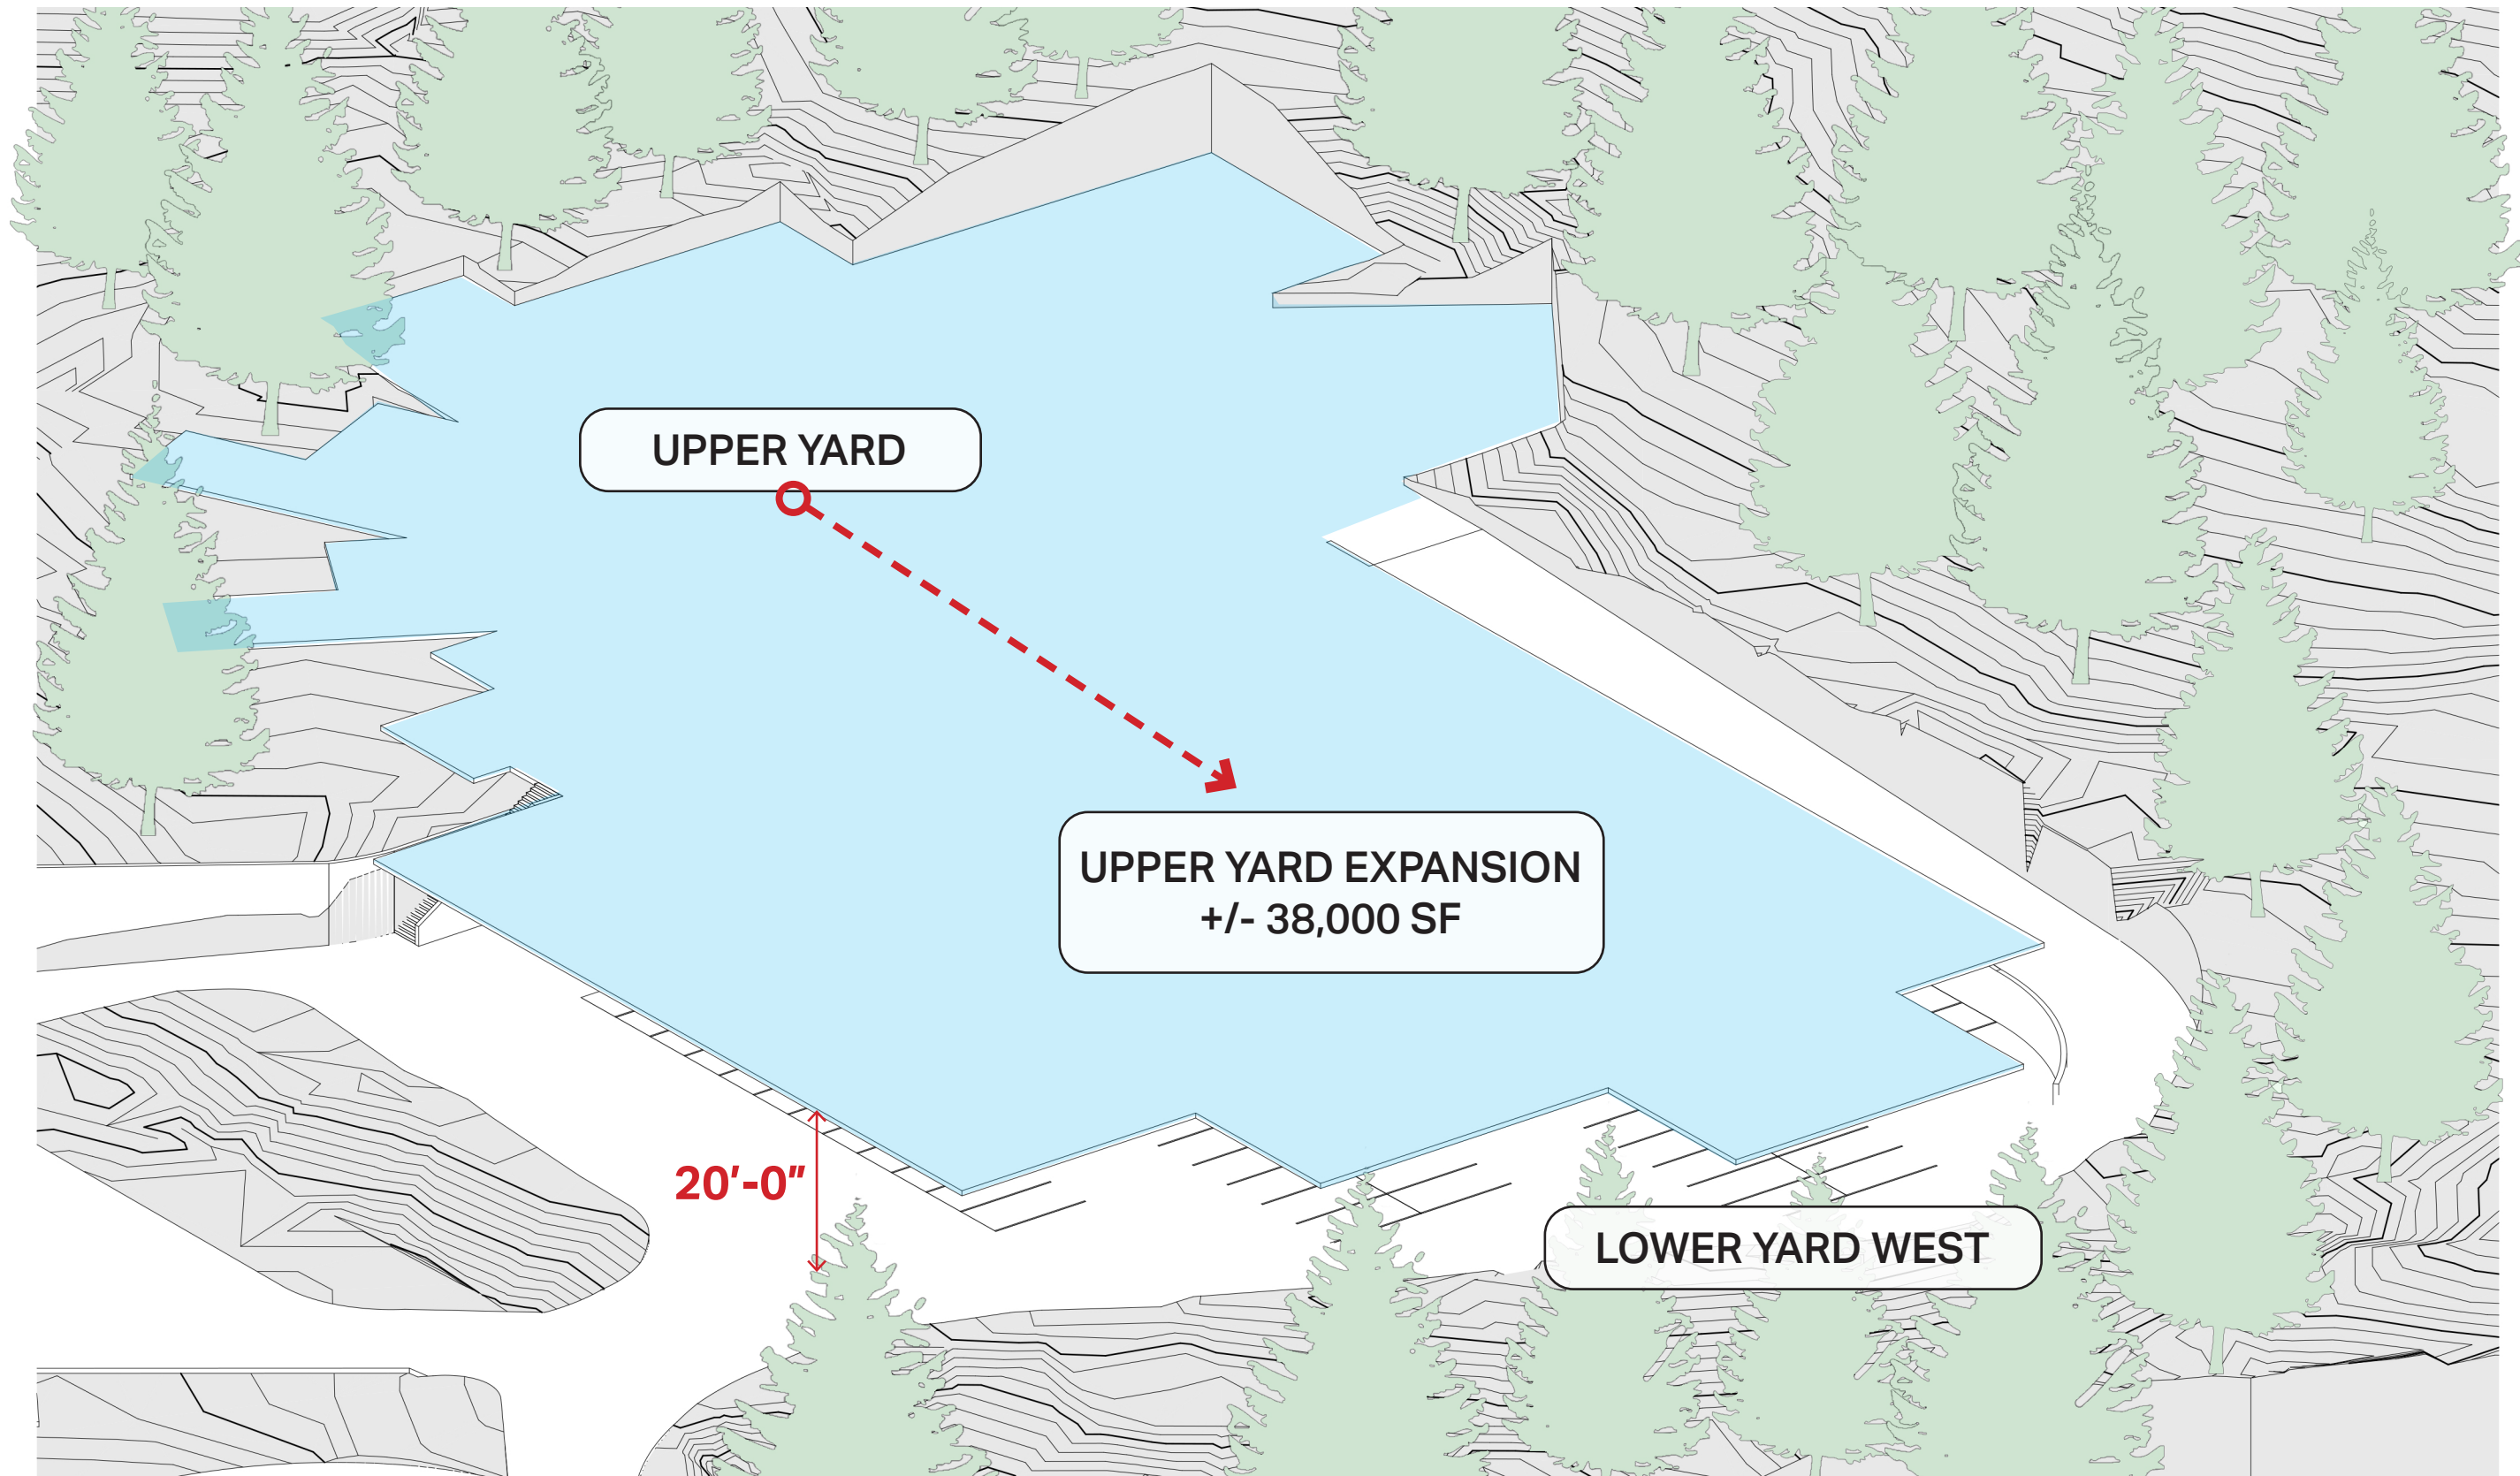 UPPER YARD
UPPER YARD EXPANSION
+/- 38,000 SF
20'-0"
LOWER YARD WEST